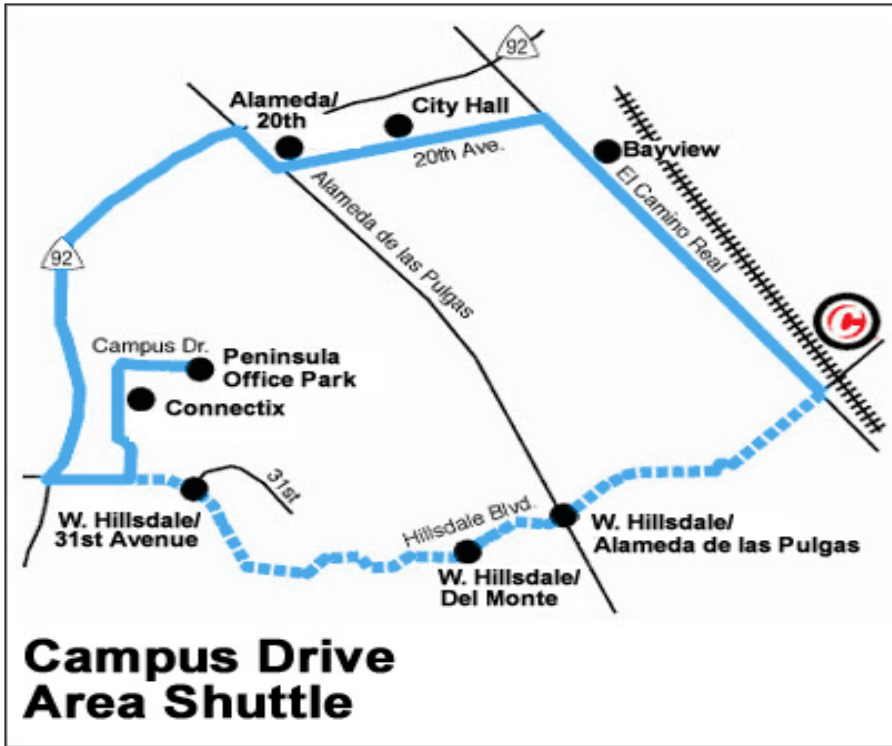 92
Alameda/
20th
City Hall
20th Ave.
Bayview
El Camino Real
Alameda de las Pulgas
92
C
Campus Dr.
Peninsula
Office Park
Connectix
31st
W. Hillsdale/
31st Avenue
Hillsdale Blvd.
W. Hillsdale/
Alameda de las Pulgas
W. Hillsdale/
Del Monte
Campus Drive
Area Shuttle